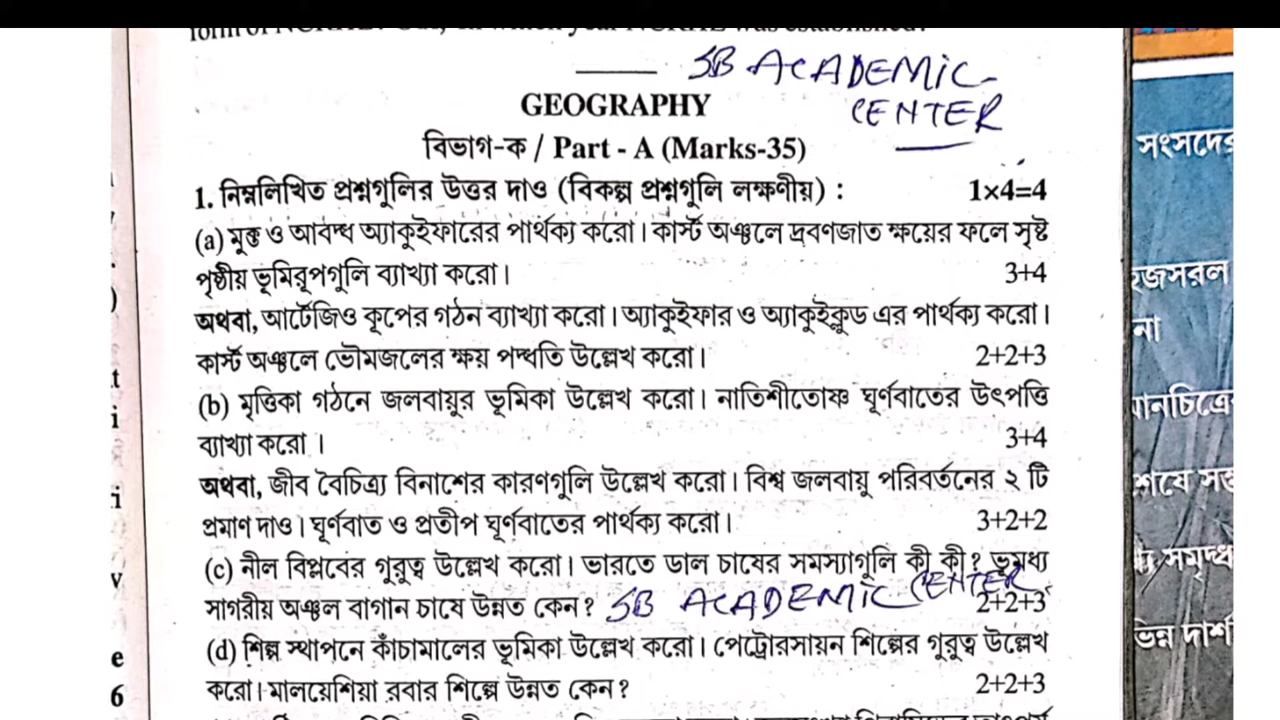 SB ACADEMIC
CENTER
GEOGRAPHY
বিভাগ-ক / Part - A (Marks-35)
1. নিম্নলিখিত প্রশ্নগুলির উত্তর দাও (বিকল্প প্রশ্নগুলি লক্ষণীয়) : 1×4=4
(a) মুক্ত ও আবদ্ধ অ্যাকুইফারের পার্থক্য করো। কার্স্ট অঞ্চলে দ্রবণজাত ক্ষয়ের ফলে সৃষ্ট
পৃষ্ঠীয় ভূমিরূপগুলি ব্যাখ্যা করো। 3+4
অথবা, আর্টেজিও কূপের গঠন ব্যাখ্যা করো। অ্যাকুইফার ও অ্যাকুইক্লুড এর পার্থক্য করো।
কার্স্ট অঞ্চলে ভৌমজলের ক্ষয় পদ্ধতি উল্লেখ করো। 2+2+3
(b) মৃত্তিকা গঠনে জলবায়ুর ভূমিকা উল্লেখ করো। নাতিশীতোষ্ণ ঘূর্ণবাতের উৎপত্তি
ব্যাখ্যা করো । 3+4
অথবা, জীব বৈচিত্র্য বিনাশের কারণগুলি উল্লেখ করো। বিশ্ব জলবায়ু পরিবর্তনের ২ টি
প্রমাণ দাও। ঘূর্ণবাত ও প্রতীপ ঘূর্ণবাতের পার্থক্য করো। 3+2+2
(c) নীল বিপ্লবের গুরুত্ব উল্লেখ করো। ভারতে ডাল চাষের সমস্যাগুলি কী কী? ভূমধ্য
সাগরীয় অঞ্চল বাগান চাষে উন্নত কেন? SB ACADEMIC CENTER 2+2+3
(d) শিল্প স্থাপনে কাঁচামালের ভূমিকা উল্লেখ করো। পেট্রোরসায়ন শিল্পের গুরুত্ব উল্লেখ
করো। মালয়েশিয়া রবার শিল্পে উন্নত কেন? 2+2+3